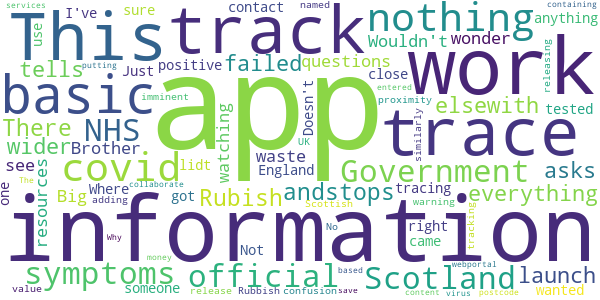 services
containing
This
track
I've
sure
contact
named
nothing
use
Wouldn't
wonder
anything
Just
positive
failed
questions
tells
app
work
close
releasing
imminent
Doesn't
proximity
entered
basic
NHS
watching
elsewith
There
UK
trace
similarly
tested
wider
Brother
waste
see
covid
lidt
England
Government
asks
one
Where
tracing
right
everything
Big
got
Rubish
andstops
resources
The
adding
Scottish
warning
came
Not
No
tracking
information
Why
collaborate
webportal
launch
symptoms
official
Scotland
someone
money
based
wanted
value
release
Rubbish
confusion
save
content
virus
postcode
putting